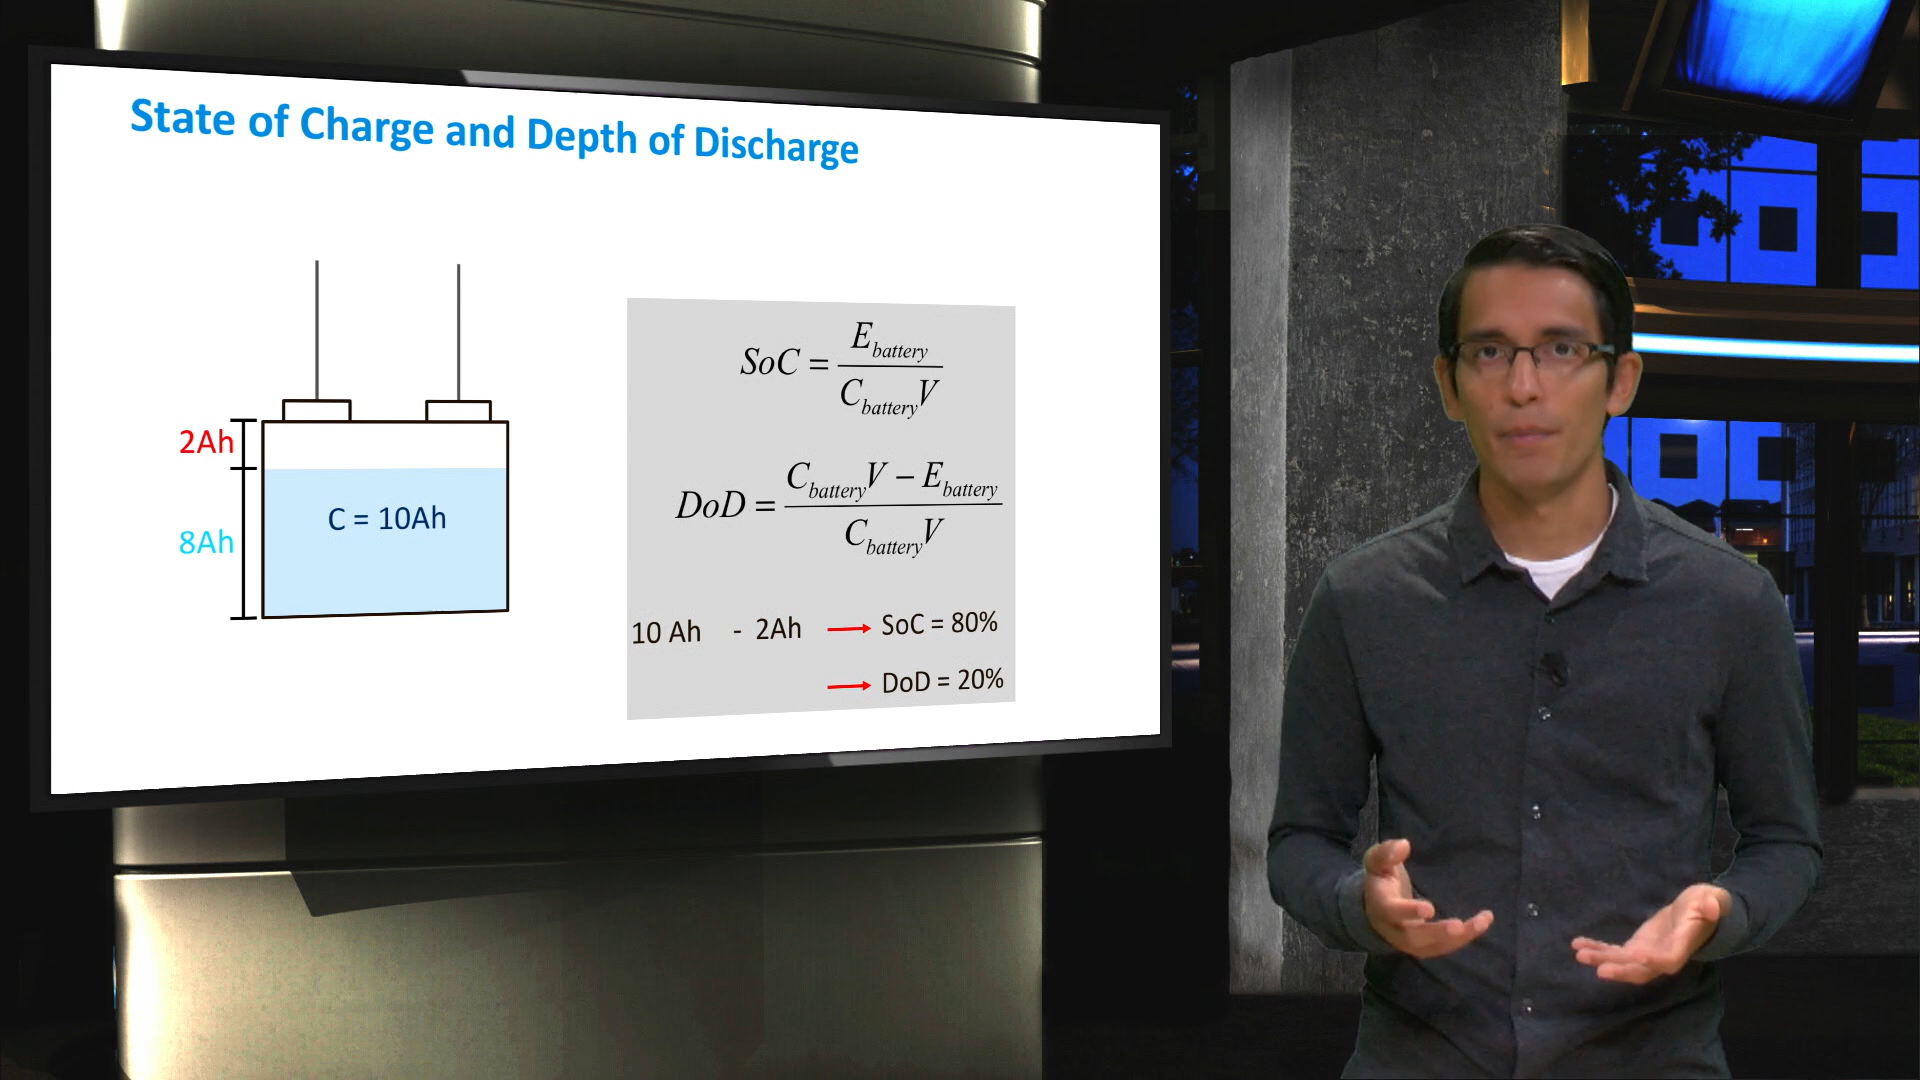 State of Charge and Depth of Discharge
2Ah
8Ah
C = 10Ah
SoC = E_battery / C_battery V
DoD = C_battery V − E_battery / C_battery V
10 Ah - 2Ah → SoC = 80%
→ DoD = 20%